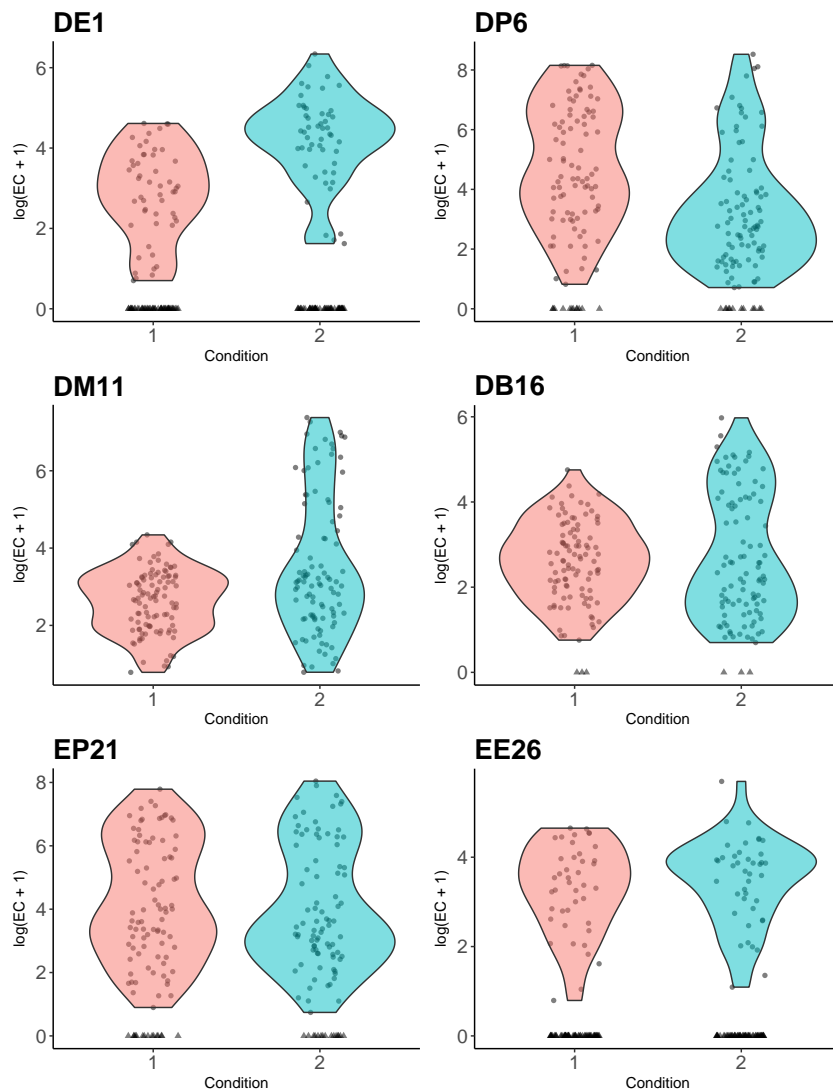 DE1
log(EC + 1)
6
4
2
0
1 2
Condition
DP6
log(EC + 1)
8
6
4
2
0
1 2
Condition
DM11
log(EC + 1)
6
4
2
1 2
Condition
DB16
log(EC + 1)
6
4
2
0
1 2
Condition
EP21
log(EC + 1)
8
6
4
2
0
1 2
Condition
EE26
log(EC + 1)
4
2
0
1 2
Condition